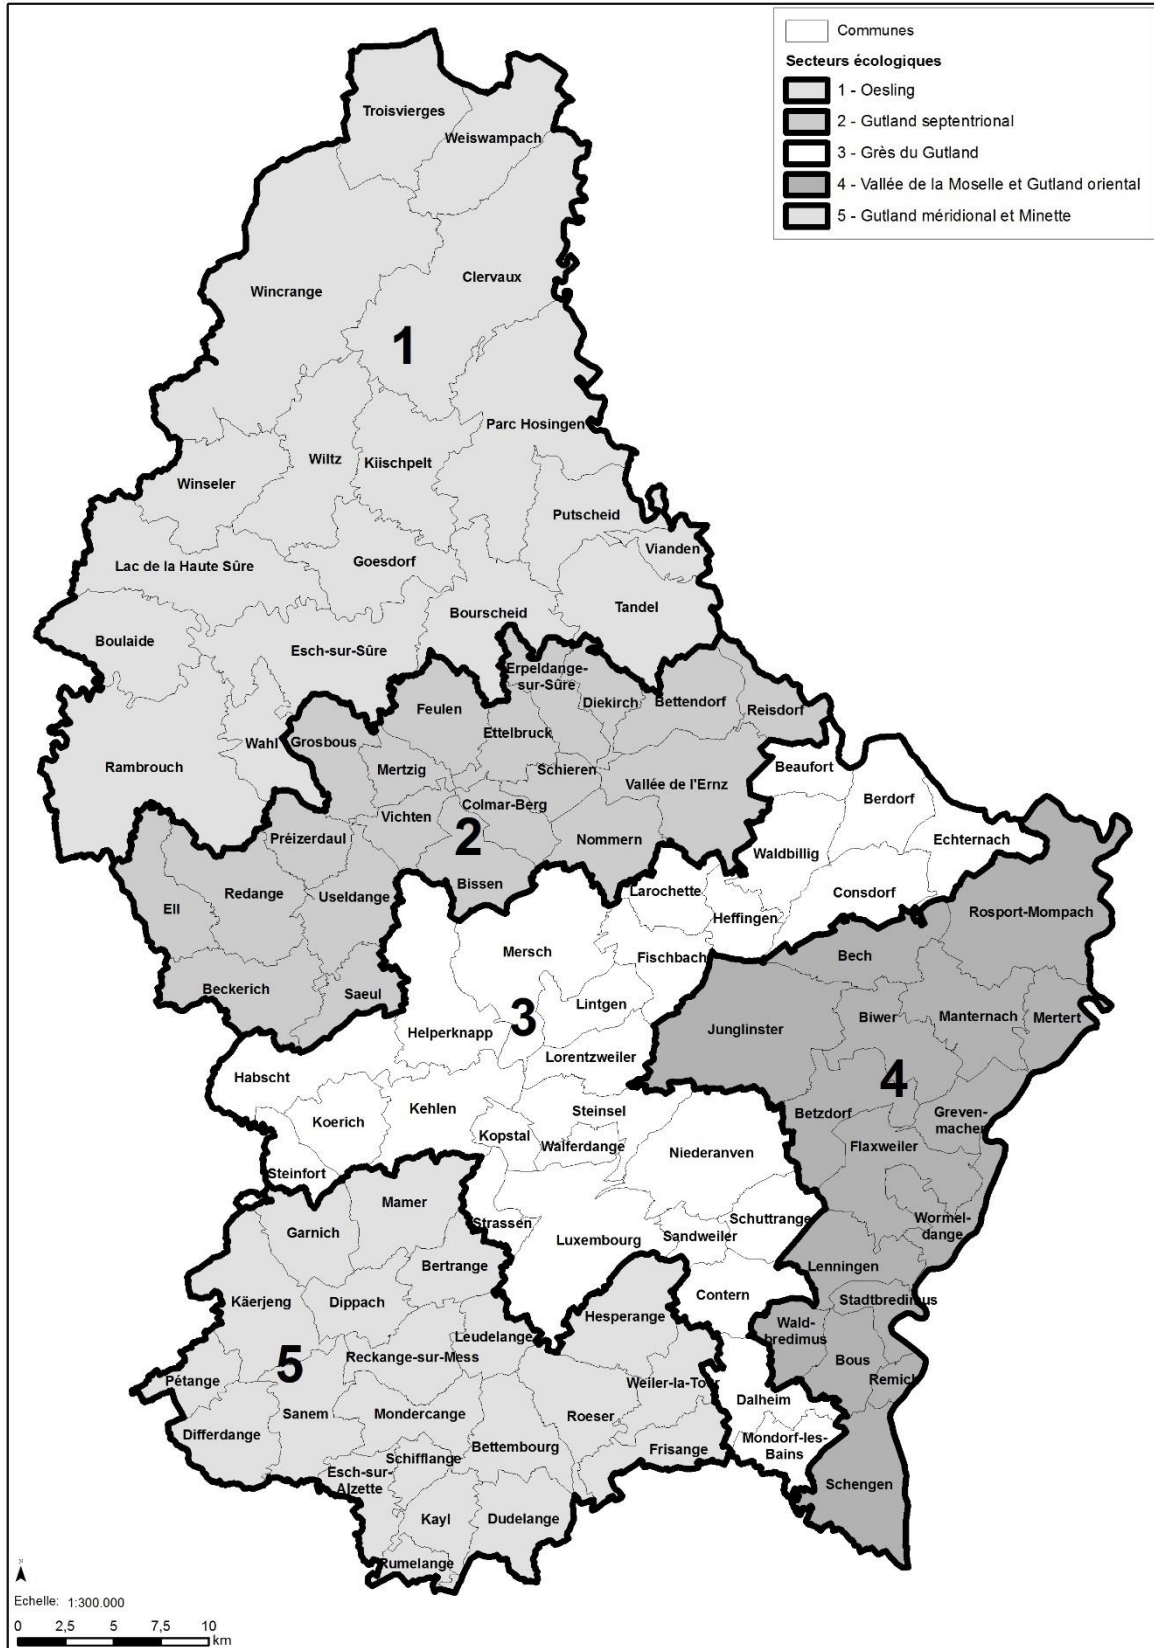 Communes
Secteurs écologiques
1 - Oesling
2 - Gutland septentrional
3 - Grès du Gutland
4 - Vallée de la Moselle et Gutland oriental
5 - Gutland méridional et Minette
Troisvierges
Weiswampach
Clervaux
Wincrange
1
Parc Hosingen
Wiltz
Kiischpelt
Winseler
Putscheid
Vianden
Goesdorf
Lac de la Haute Sûre
Tandel
Bourscheid
Boulaide
Esch-sur-Sûre
Erpeldange-
sur-Sûre
Diekirch
Bettendorf
Reisdorf
Feulen
Ettelbruck
Grosbous
Wahl
Rambrouch
Mertzig
Schieren
Beaufort
Vallée de l'Ernz
Berdorf
Colmar-Berg
Vichten
2
Préizerdaul
Nommern
Echternach
Waldbillig
Bissen
Larochette
Consdorf
Redange
Useldange
Ell
Heffingen
Rosport-Mompach
Mersch
Fischbach
Bech
Beckerich
Saeul
Lintgen
3
Helperknapp
Junglinster
Biwer
Manternach
Mertert
Lorentzweiler
Habscht
4
Kehlen
Steinsel
Koerich
Betzdorf
Greven-
macher
Kopstal
Walferdange
Niederanven
Flaxweiler
Steinfort
Mamer
Garnich
Strassen
Schuttrange
Sandweiler
Luxembourg
Wormel-
dange
Bertrange
Lenningen
Käerjeng
Dippach
Contern
Stadtbredimus
Hesperange
Wald-
bredimus
Leudelange
5
Reckange-sur-Mess
Bous
Remich
Pétange
Weiler-la-Tour
Dalheim
Sanem
Mondercange
Roeser
Differdange
Mondorf-les-
Bains
Bettembourg
Frisange
Schifflange
Esch-sur-
Alzette
Schengen
Kayl
Dudelange
Rumelange
N
Echelle: 1:300.000
0 2,5 5 7,5 10
km